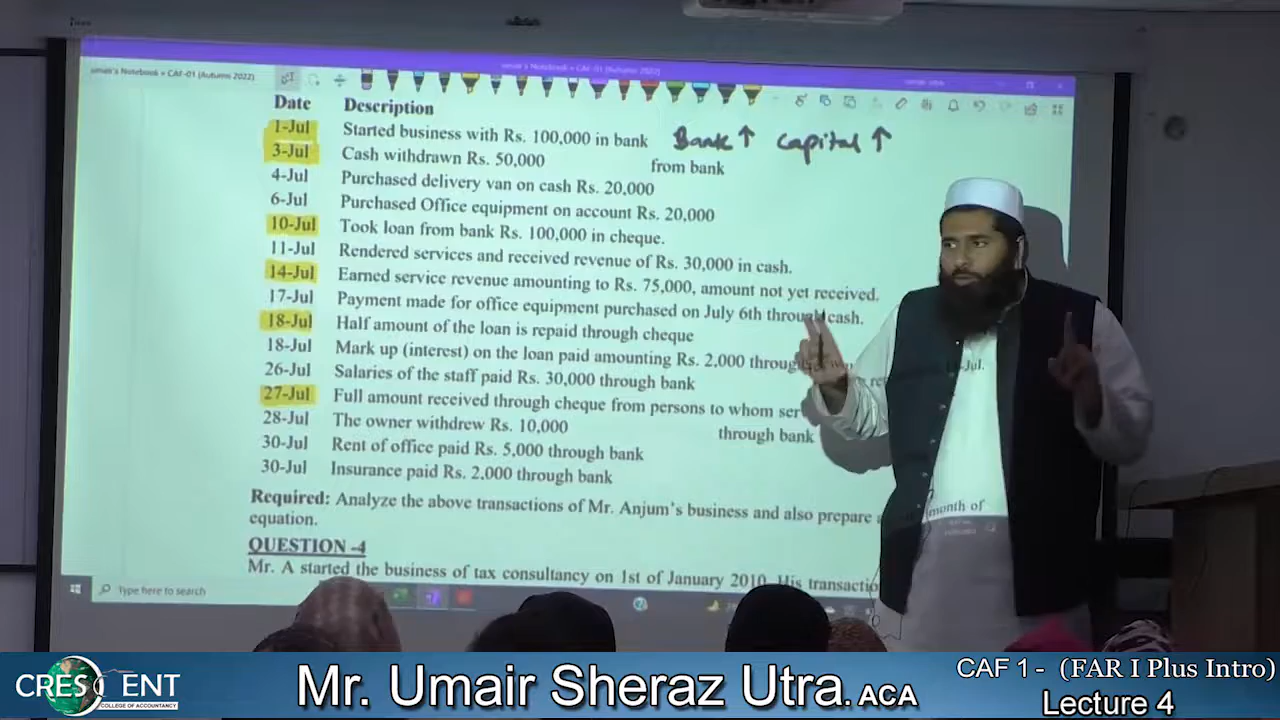 umair's Notebook » CAF-01 (Autumn 2022)
Date Description
1-Jul Started business with Rs. 100,000 in bank Bank ↑ Capital ↑
3-Jul Cash withdrawn Rs. 50,000 from bank
4-Jul Purchased delivery van on cash Rs. 20,000
6-Jul Purchased Office equipment on account Rs. 20,000
10-Jul Took loan from bank Rs. 100,000 in cheque.
11-Jul Rendered services and received revenue of Rs. 30,000 in cash.
14-Jul Earned service revenue amounting to Rs. 75,000, amount not yet received.
17-Jul Payment made for office equipment purchased on July 6th through cash.
18-Jul Half amount of the loan is repaid through cheque
18-Jul Mark up (interest) on the loan paid amounting Rs. 2,000 throug
26-Jul Salaries of the staff paid Rs. 30,000 through bank
27-Jul Full amount received through cheque from persons to whom ser
28-Jul The owner withdrew Rs. 10,000 through bank
30-Jul Rent of office paid Rs. 5,000 through bank
30-Jul Insurance paid Rs. 2,000 through bank
Required: Analyze the above transactions of Mr. Anjum's business and also prepare a month of
equation.
QUESTION -4
Mr. A started the business of tax consultancy on 1st of January 2010. His transactio
Type here to search
CRESCENT
COLLEGE OF ACCOUNTANCY
Mr. Umair Sheraz Utra. ACA
CAF 1 - (FAR I Plus Intro)
Lecture 4